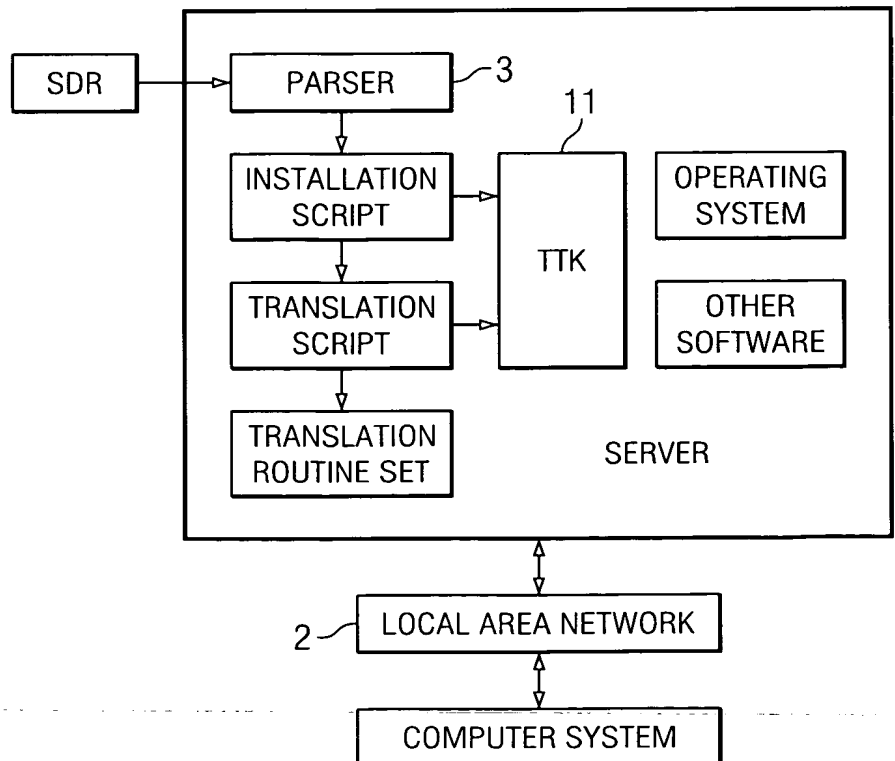 SDR
PARSER
3
INSTALLATION
SCRIPT
11
TTK
OPERATING
SYSTEM
TRANSLATION
SCRIPT
OTHER
SOFTWARE
TRANSLATION
ROUTINE SET
SERVER
2
LOCAL AREA NETWORK
COMPUTER SYSTEM